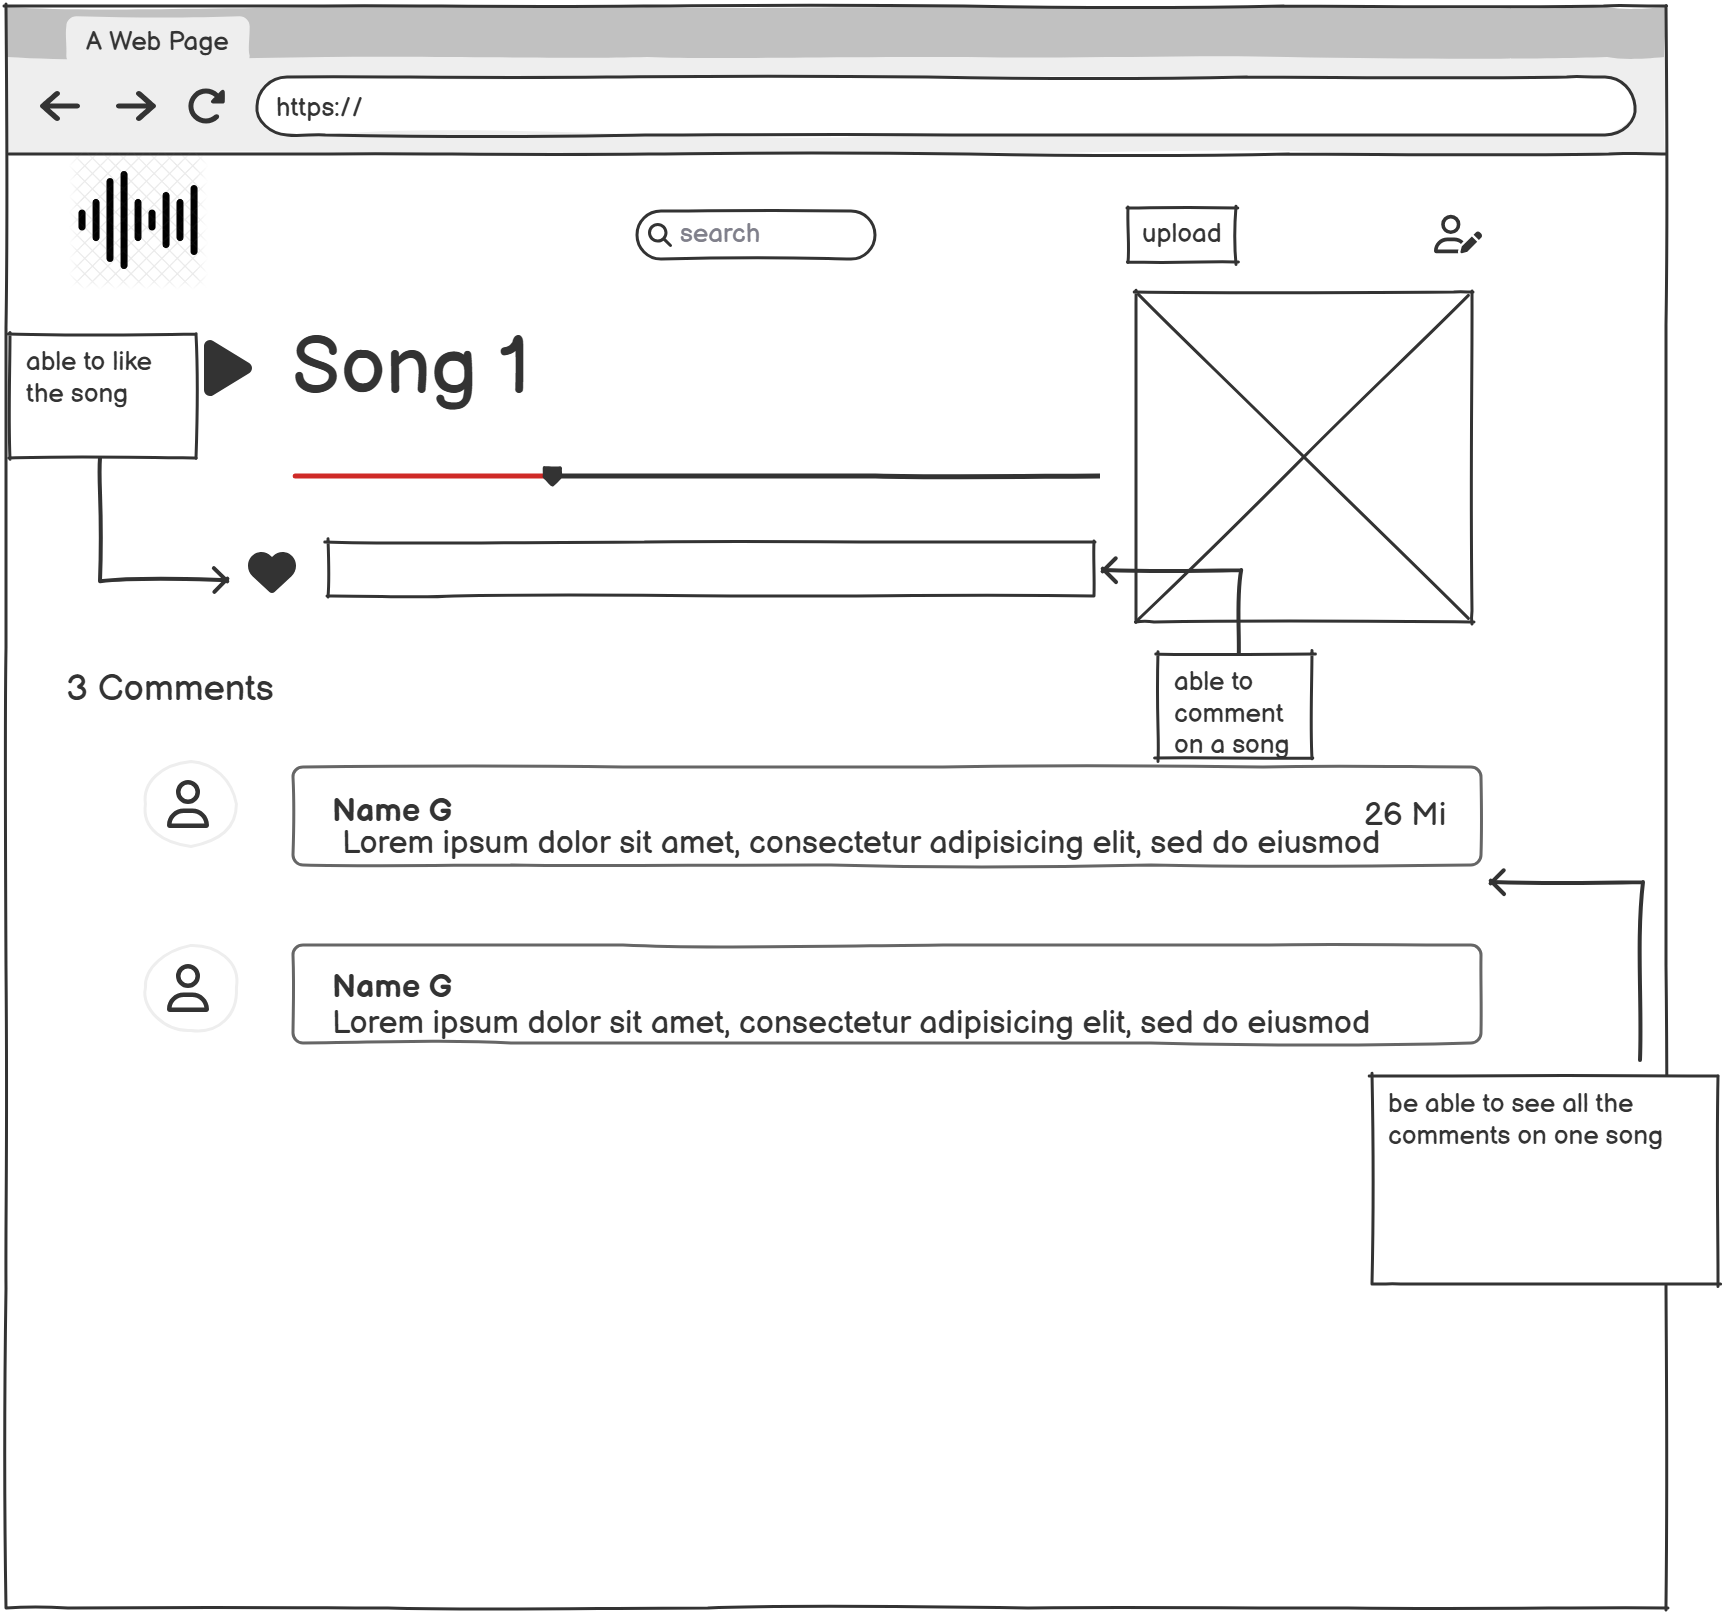 A Web Page
https://
search
upload
able to like
the song
Song 1
able to
comment
on a song
3 Comments
Name G
26 Mi
Lorem ipsum dolor sit amet, consectetur adipisicing elit, sed do eiusmod
Name G
Lorem ipsum dolor sit amet, consectetur adipisicing elit, sed do eiusmod
be able to see all the
comments on one song